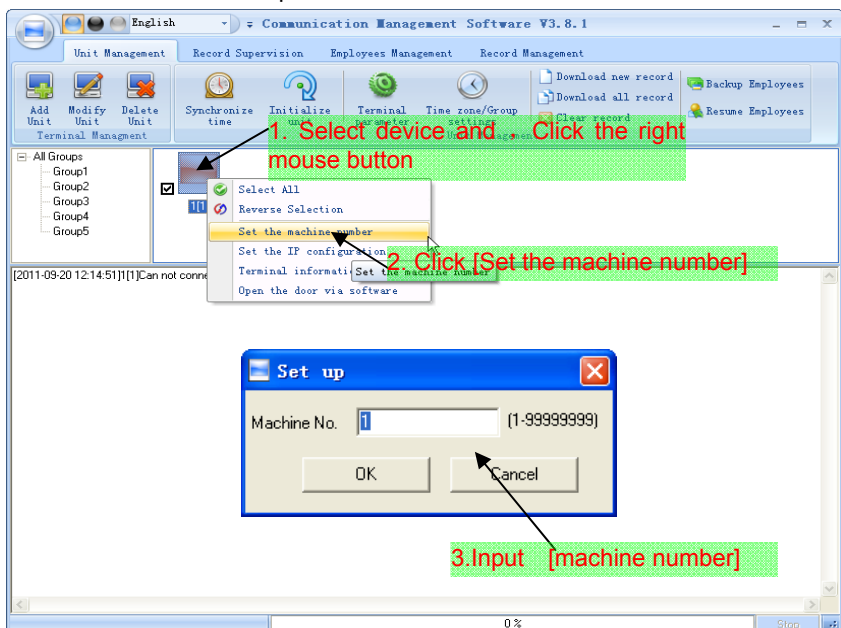 English
Communication Management Software V3.8.1
Unit Management Record Supervision Employees Management Record Management
Add Unit
Modify Unit
Delete Unit
Terminal Managment
Synchronize time
Initialize unit
Terminal parameter
Time zone/Group settings
Download new record
Download all record
Clear record
Backup Employees
Resume Employees
1. Select device and , Click the right
mouse button
All Groups
Group1
Group2
Group3
Group4
Group5
Select All
Reverse Selection
Set the machine number
Set the IP configuration
Terminal informati
Set the machine number
Open the door via software
2. Click [Set the machine number]
[2011-09-20 12:14:51]1[1]Can not conne
Set up
Machine No. 1 (1-99999999)
OK Cancel
3.Input [machine number]
0 %
Stop